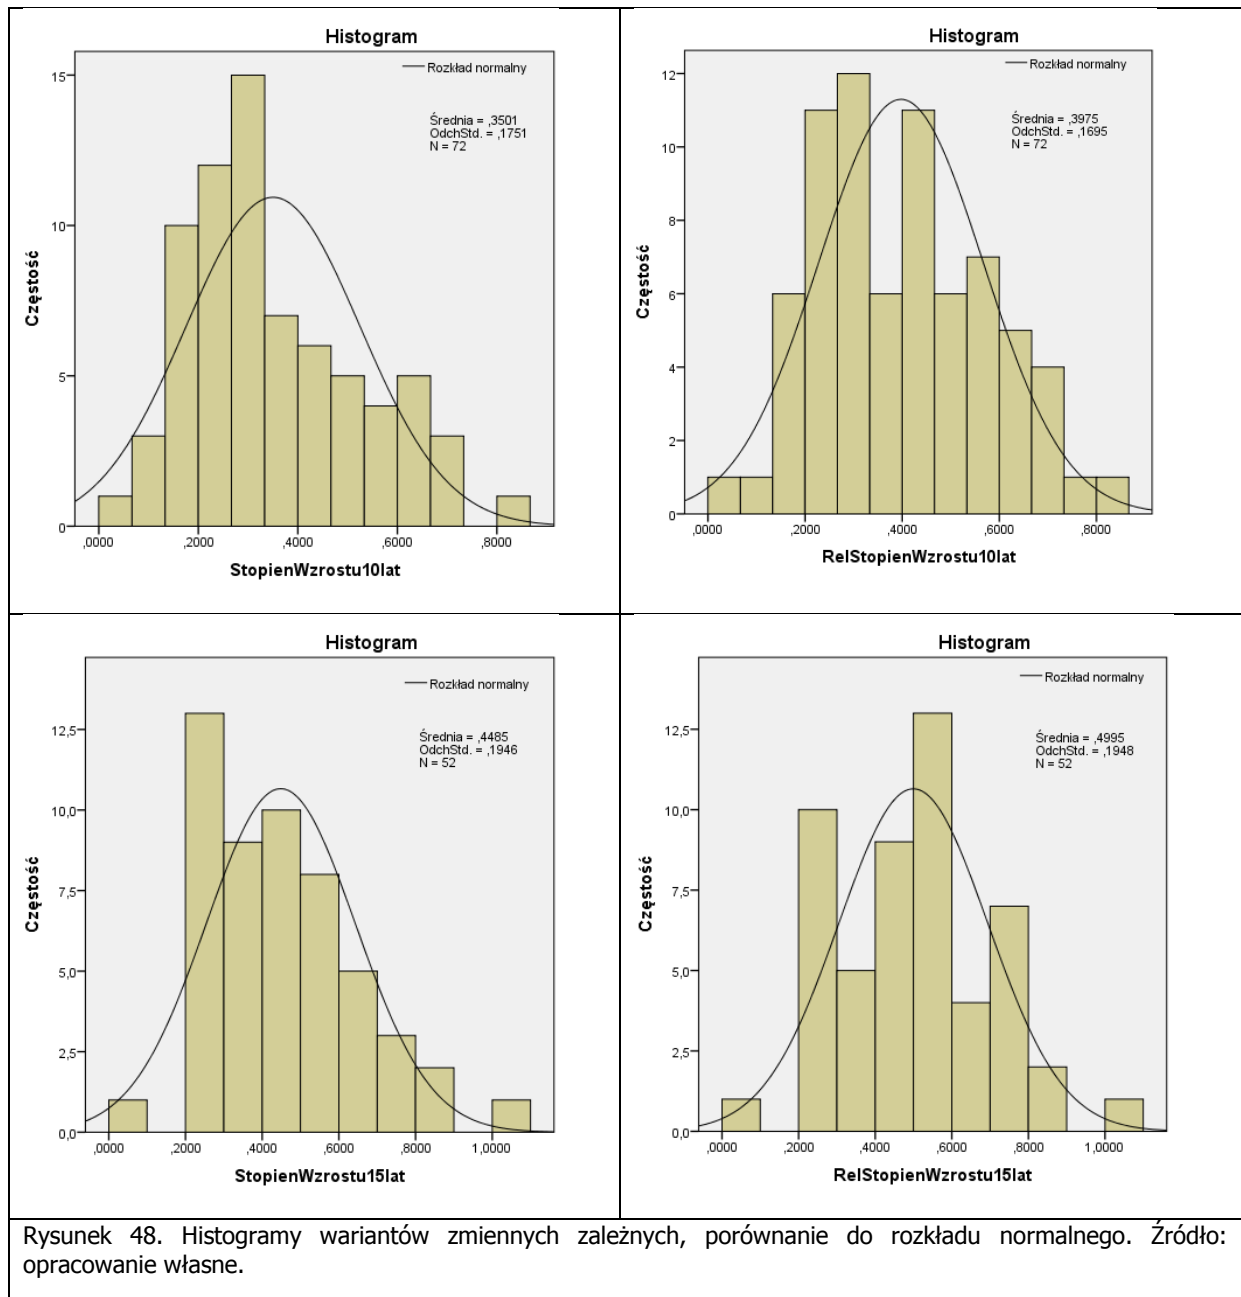 Histogram
Rozkład normalny
Średnia = ,3501
OdchStd. = ,1751
N = 72
15
10
5
0
Częstość
,0000 ,2000 ,4000 ,6000 ,8000
StopienWzrostu10lat
Histogram
Rozkład normalny
Średnia = ,3975
OdchStd. = ,1695
N = 72
12
10
8
6
4
2
0
Częstość
,0000 ,2000 ,4000 ,6000 ,8000
RelStopienWzrostu10lat
Histogram
Rozkład normalny
Średnia = ,4485
OdchStd. = ,1946
N = 52
12,5
10,0
7,5
5,0
2,5
0,0
Częstość
,0000 ,2000 ,4000 ,6000 ,8000 1,0000
StopienWzrostu15lat
Histogram
Rozkład normalny
Średnia = ,4995
OdchStd. = ,1948
N = 52
12,5
10,0
7,5
5,0
2,5
0,0
Częstość
,0000 ,2000 ,4000 ,6000 ,8000 1,0000
RelStopienWzrostu15lat
Rysunek 48. Histogramy wariantów zmiennych zależnych, porównanie do rozkładu normalnego. Źródło:
opracowanie własne.